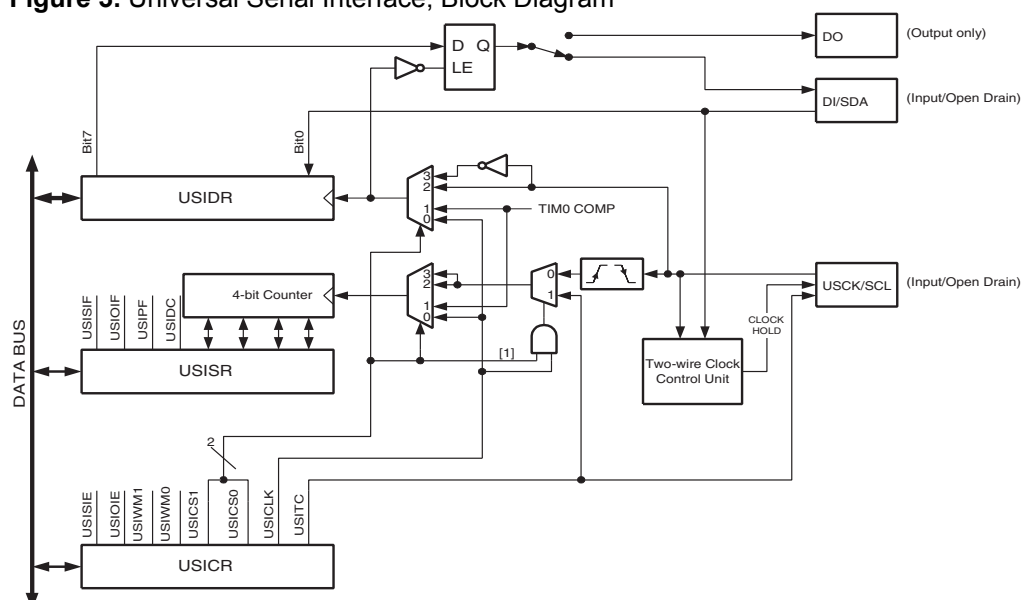 Figure 3. Universal Serial Interface, Block Diagram
D Q
LE
DO
(Output only)
DI/SDA
(Input/Open Drain)
Bit7
Bit0
USIDR
3
2
1
0
TIM0 COMP
4-bit Counter
3
2
1
0
0
1
USCK/SCL
(Input/Open Drain)
CLOCK
HOLD
USISIF
USIOIF
USIPF
USIDC
[1]
Two-wire Clock
Control Unit
USISR
DATA BUS
2
USISIE
USIOIE
USIWM1
USIWM0
USICS1
USICS0
USICLK
USITC
USICR